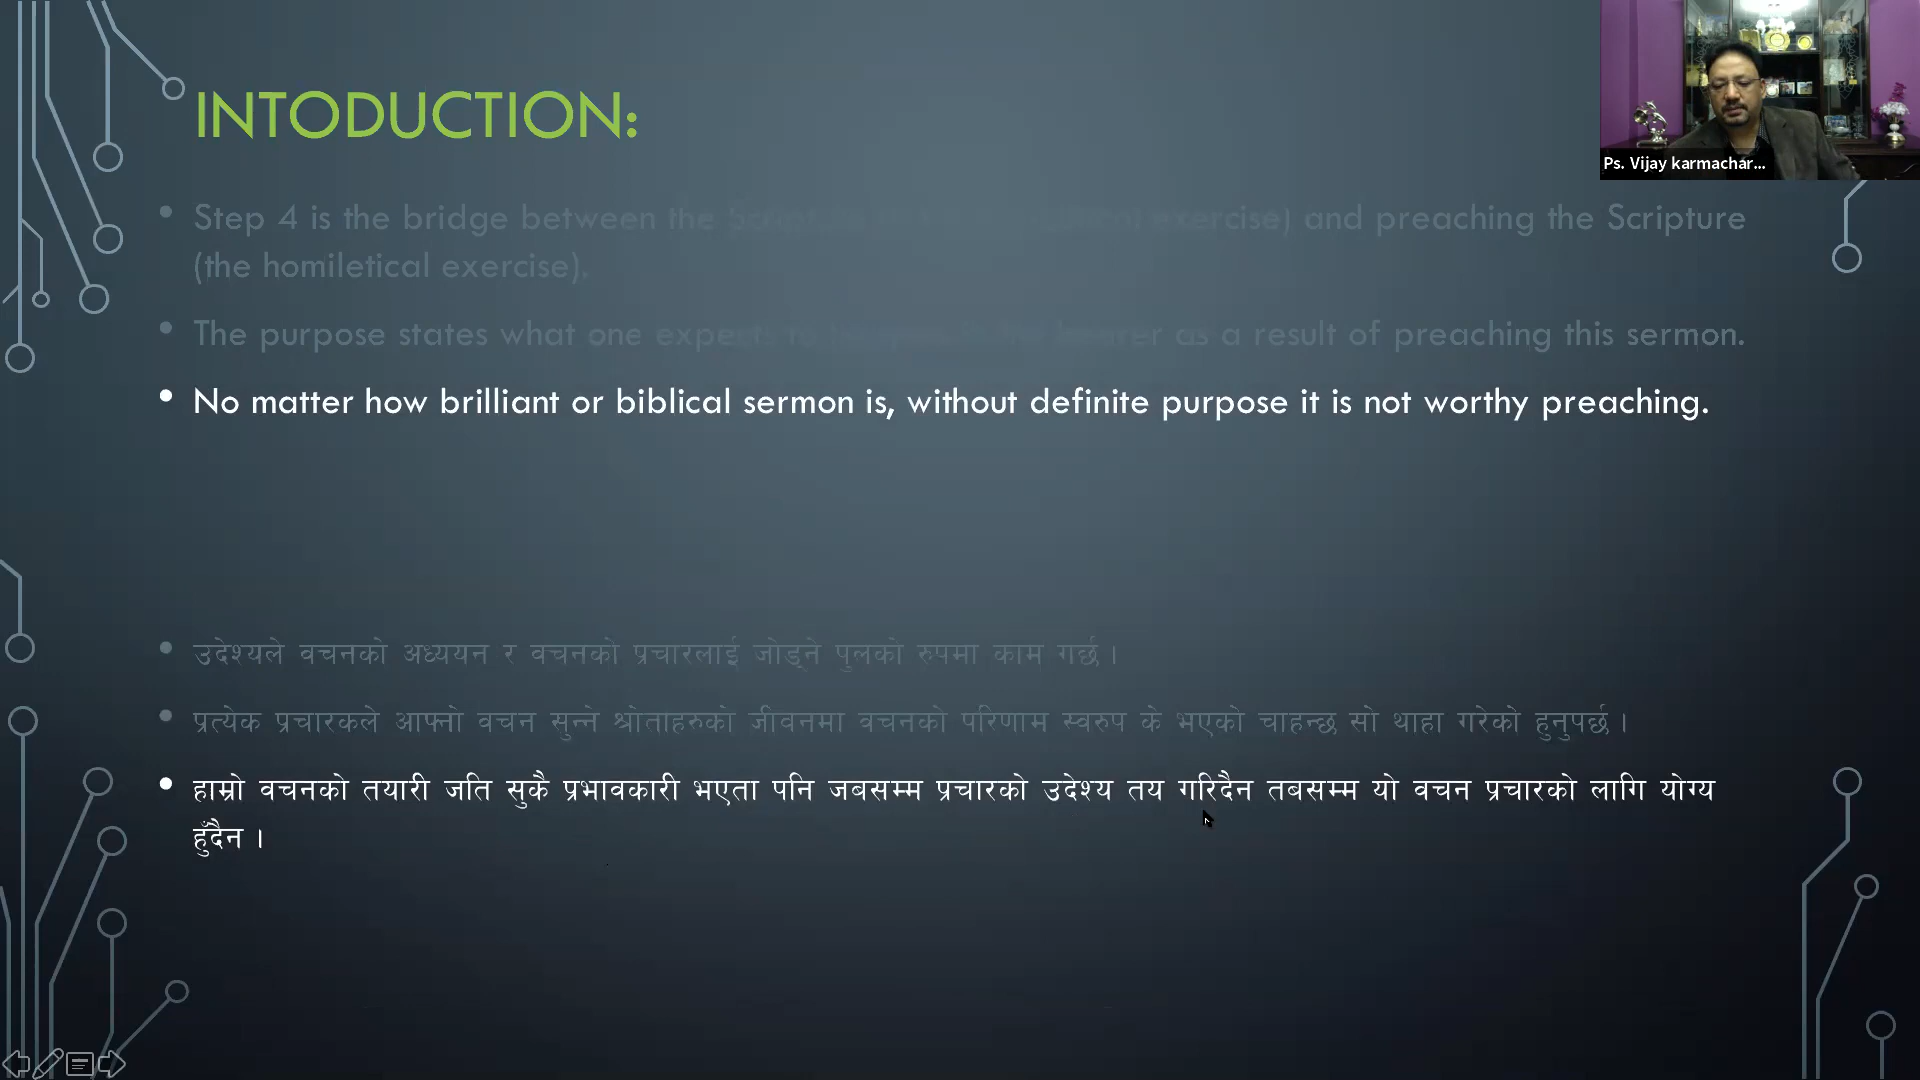 INTODUCTION:
Ps. Vijay karmachar...
Step 4 is the bridge between the exercise) and preaching the Scripture
(the homiletical exercise).
The purpose states what one as a result of preaching this sermon.
No matter how brilliant or biblical sermon is, without definite purpose it is not worthy preaching.
उदेश्यले वचनको अध्ययन र वचनको प्रचारलाई जोड्ने पुलको रुपमा काम गर्छ ।
प्रत्येक प्रचारकले आफ्नो वचन सुन्ने श्रोताहरुको जीवनमा वचनको परिणाम स्वरुप के भएको चाहन्छ सो थाहा गरेको हुनुपर्छ ।
हाम्रो वचनको तयारी जति सुकै प्रभावकारी भएता पनि जबसम्म प्रचारको उदेश्य तय गरिदैन तबसम्म यो वचन प्रचारको लागि योग्य
हुँदैन ।